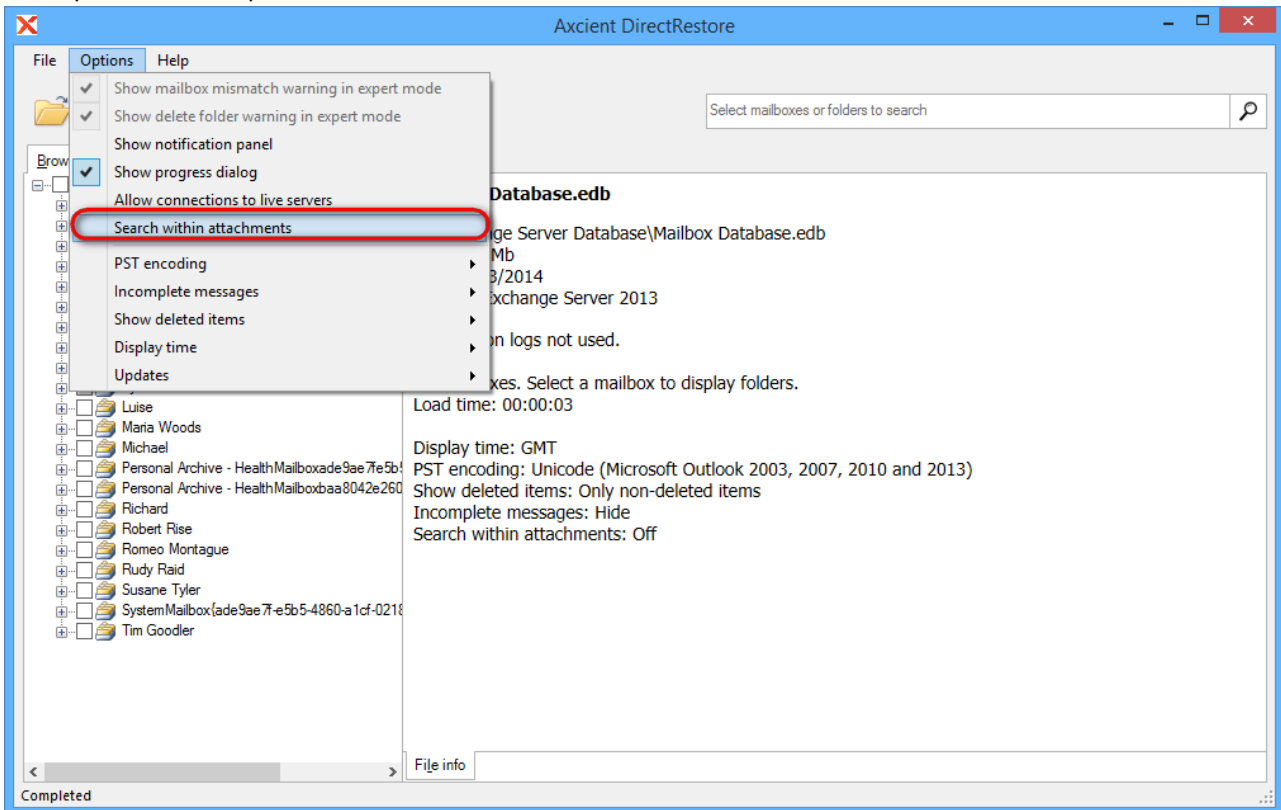 Axcient DirectRestore
File Options Help
Show mailbox mismatch warning in expert mode
Show delete folder warning in expert mode
Show notification panel
Show progress dialog
Allow connections to live servers
Search within attachments
PST encoding
Incomplete messages
Show deleted items
Display time
Updates
Select mailboxes or folders to search
Brow
Luise
Maria Woods
Michael
Personal Archive - HealthMailboxade9ae7fe5b5
Personal Archive - HealthMailboxbaa8042e260
Richard
Robert Rise
Romeo Montague
Rudy Raid
Susane Tyler
SystemMailbox{ade9ae7f-e5b5-4860-a1cf-0218
Tim Goodler
Database.edb
ge Server Database\Mailbox Database.edb
Mb
3/2014
xchange Server 2013
on logs not used.
xes. Select a mailbox to display folders.
Load time: 00:00:03
Display time: GMT
PST encoding: Unicode (Microsoft Outlook 2003, 2007, 2010 and 2013)
Show deleted items: Only non-deleted items
Incomplete messages: Hide
Search within attachments: Off
File info
Completed